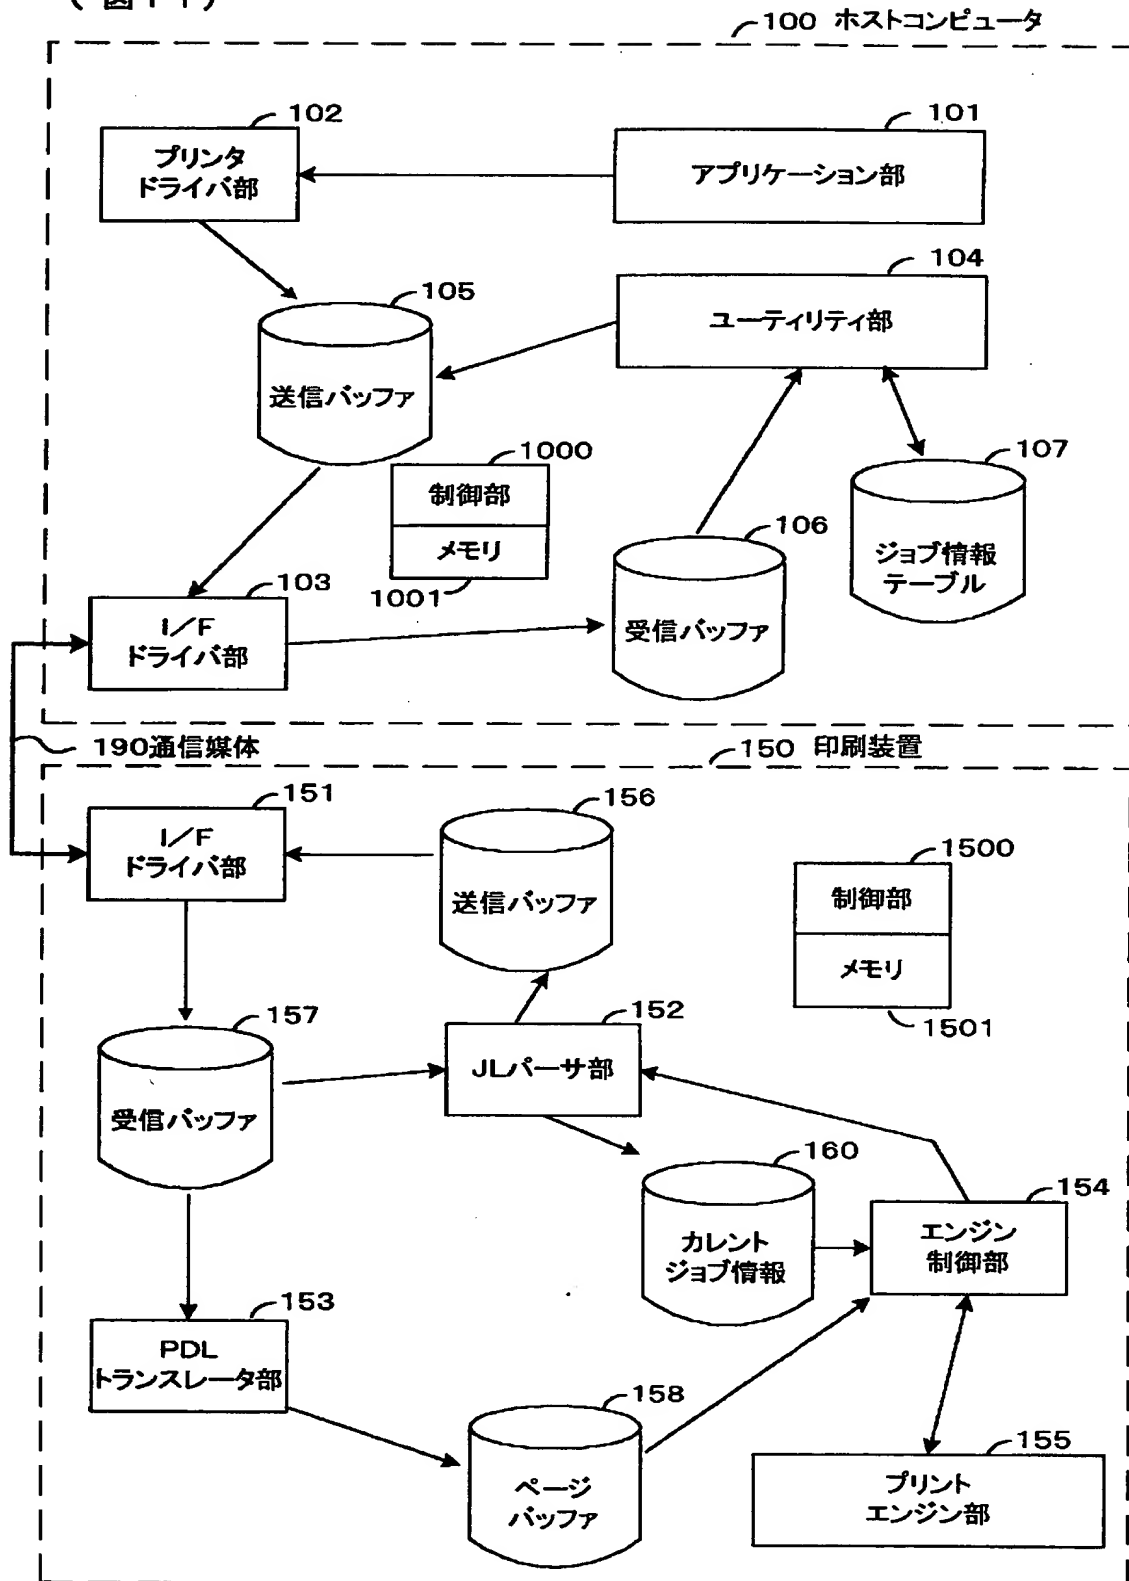 100 ホストコンピュータ
102
プリンタ
ドライバ部
101
アプリケーション部
104
ユーティリティ部
105
送信バッファ
1000
制御部
メモリ
1001
107
ジョブ情報
テーブル
106
受信バッファ
103
I/F
ドライバ部
190通信媒体
150 印刷装置
151
I/F
ドライバ部
156
送信バッファ
1500
制御部
メモリ
1501
157
受信バッファ
152
JLパーサ部
160
カレント
ジョブ情報
154
エンジン
制御部
153
PDL
トランスレータ部
158
ページ
バッファ
155
プリント
エンジン部